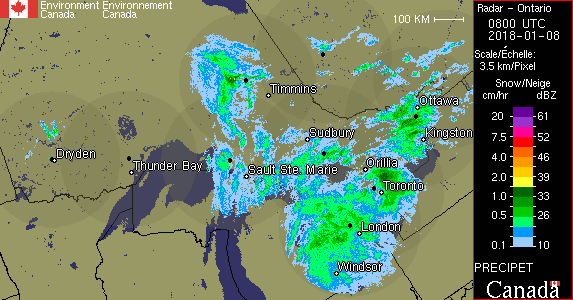 Environment Environnement
Canada Canada
100 KM
Radar - Ontario
0800 UTC
2018-01-08
Scale/Échelle:
3.5 km/Pixel
Snow/Neige
cm/hr dBZ
20 61
7.5 52
4.0 46
2.0 39
1.0 33
0.5 26
0.1 10
PRECIPET
Canada
Timmins
Ottawa
Kingston
Sudbury
Dryden
Thunder Bay
Sault Ste. Marie
Orillia
Toronto
London
Windsor